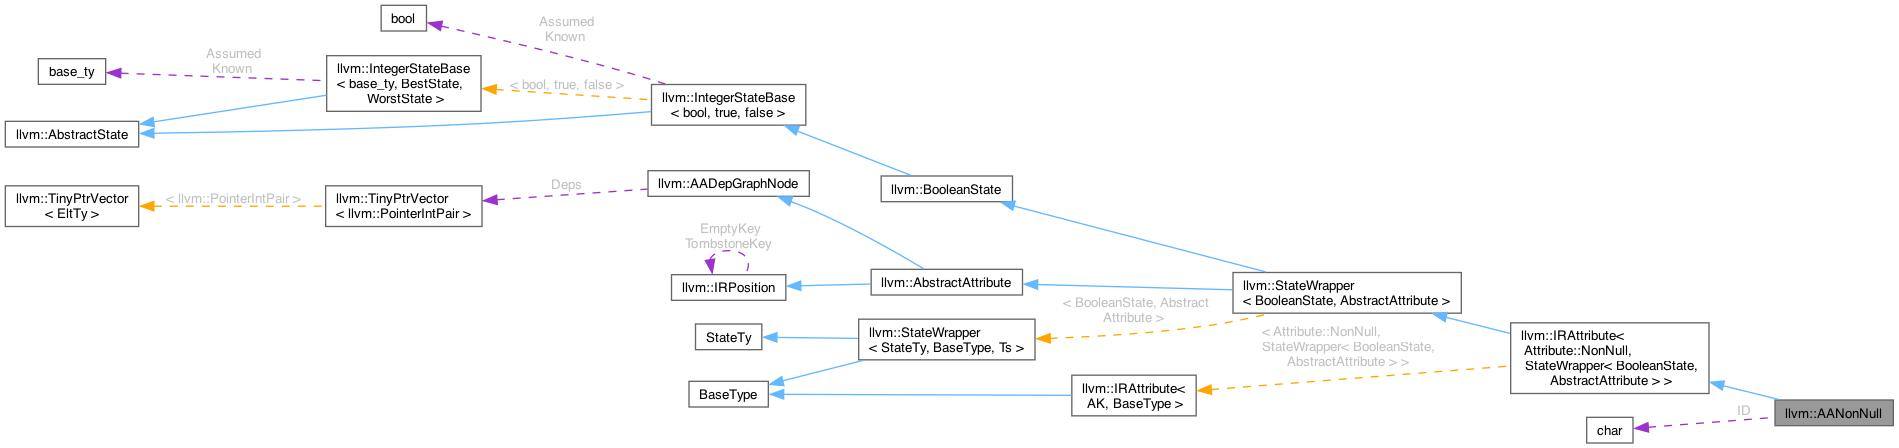 bool
Assumed
Known
Assumed
Known
base_ty
llvm::IntegerStateBase
< base_ty, BestState,
WorstState >
< bool, true, false >
llvm::IntegerStateBase
< bool, true, false >
llvm::AbstractState
llvm::TinyPtrVector
< EltTy >
< llvm::PointerIntPair >
llvm::TinyPtrVector
< llvm::PointerIntPair >
Deps
llvm::AADepGraphNode
llvm::BooleanState
EmptyKey
TombstoneKey
llvm::IRPosition
llvm::AbstractAttribute
llvm::StateWrapper
< BooleanState, AbstractAttribute >
< BooleanState, Abstract
Attribute >
StateTy
llvm::StateWrapper
< StateTy, BaseType, Ts >
< Attribute::NonNull,
StateWrapper< BooleanState,
AbstractAttribute > >
llvm::IRAttribute<
Attribute::NonNull,
StateWrapper< BooleanState,
AbstractAttribute > >
BaseType
llvm::IRAttribute<
AK, BaseType >
char
ID
llvm::AANonNull